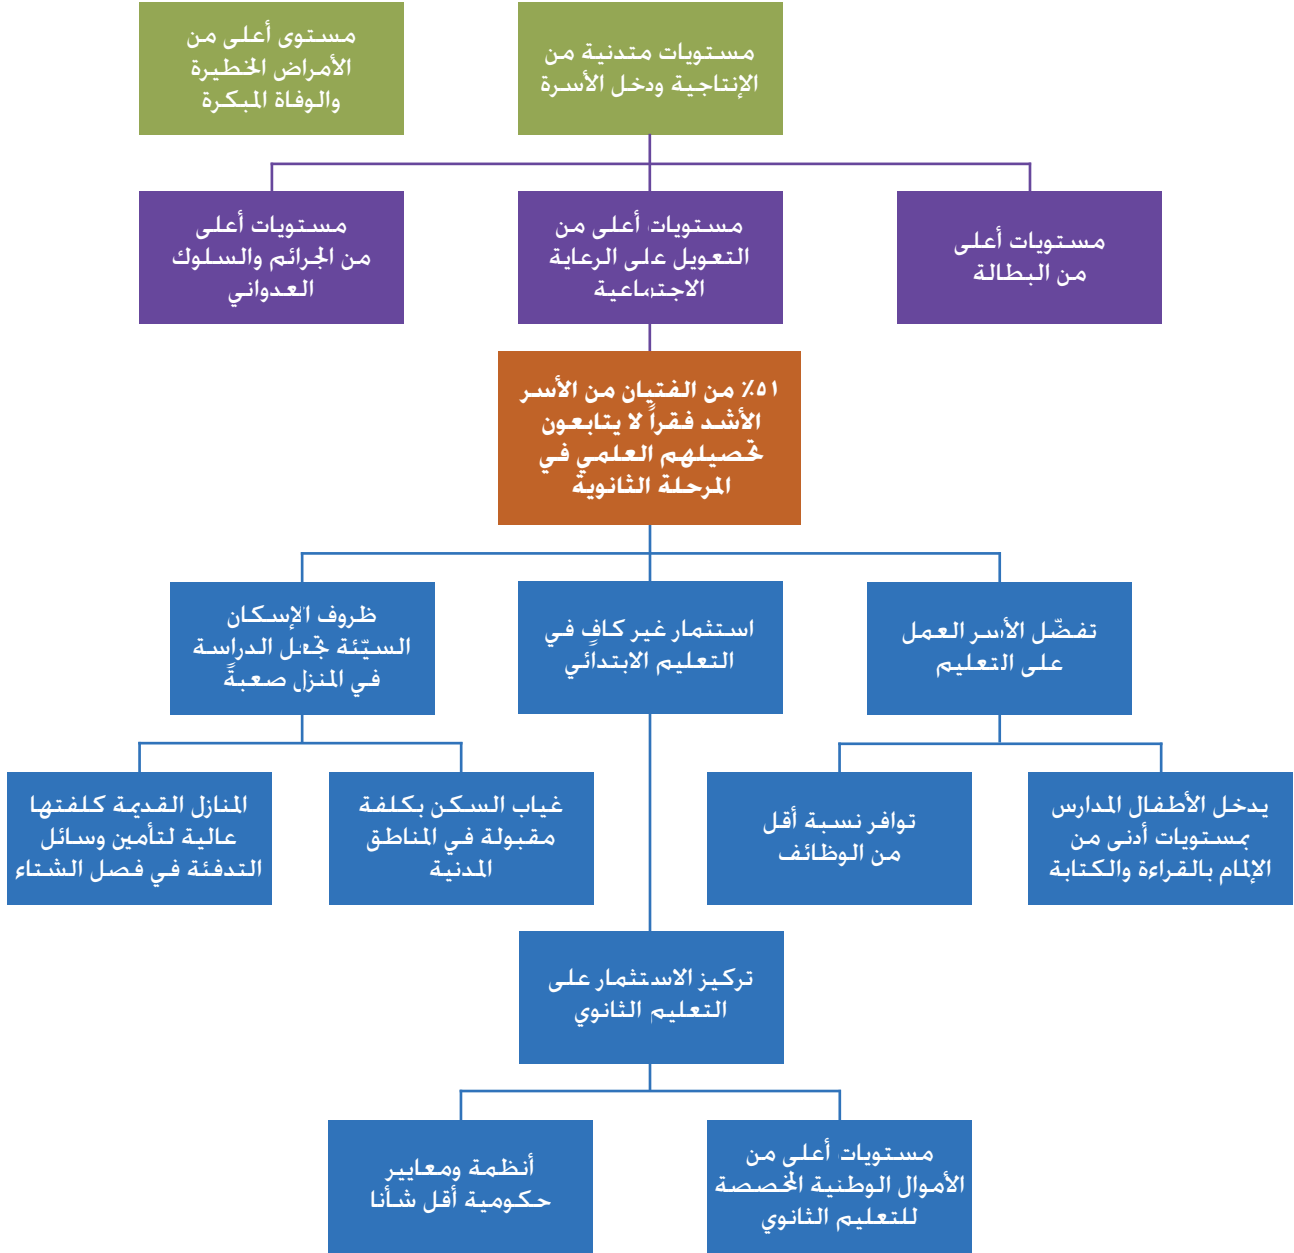 مستويات متدنية من
الإنتاجية ودخل الأسرة
مستوى أعلى من
الأمراض الخطيرة
والوفاة المبكرة
مستويات أعلى
من البطالة
مستويات أعلى من
التعويل على الرعاية
الاجتماعية
مستويات أعلى
من الجرائم والسلوك
العدواني
٥١٪ من الفتيان من الأسر
الأشد فقراً لا يتابعون
تحصيلهم العلمي في
المرحلة الثانوية
تفضّل الأسر العمل
على التعليم
استثمار غير كافٍ في
التعليم الابتدائي
ظروف الإسكان
السيّئة تجعل الدراسة
في المنزل صعبةً
يدخل الأطفال المدارس
بمستويات أدنى من
الإلمام بالقراءة والكتابة
توافر نسبة أقل
من الوظائف
غياب السكن بكلفة
مقبولة في المناطق
المدنية
المنازل القديمة كلفتها
عالية لتأمين وسائل
التدفئة في فصل الشتاء
تركيز الاستثمار على
التعليم الثانوي
مستويات أعلى من
الأموال الوطنية المخصصة
للتعليم الثانوي
أنظمة ومعايير
حكومية أقل شأنا